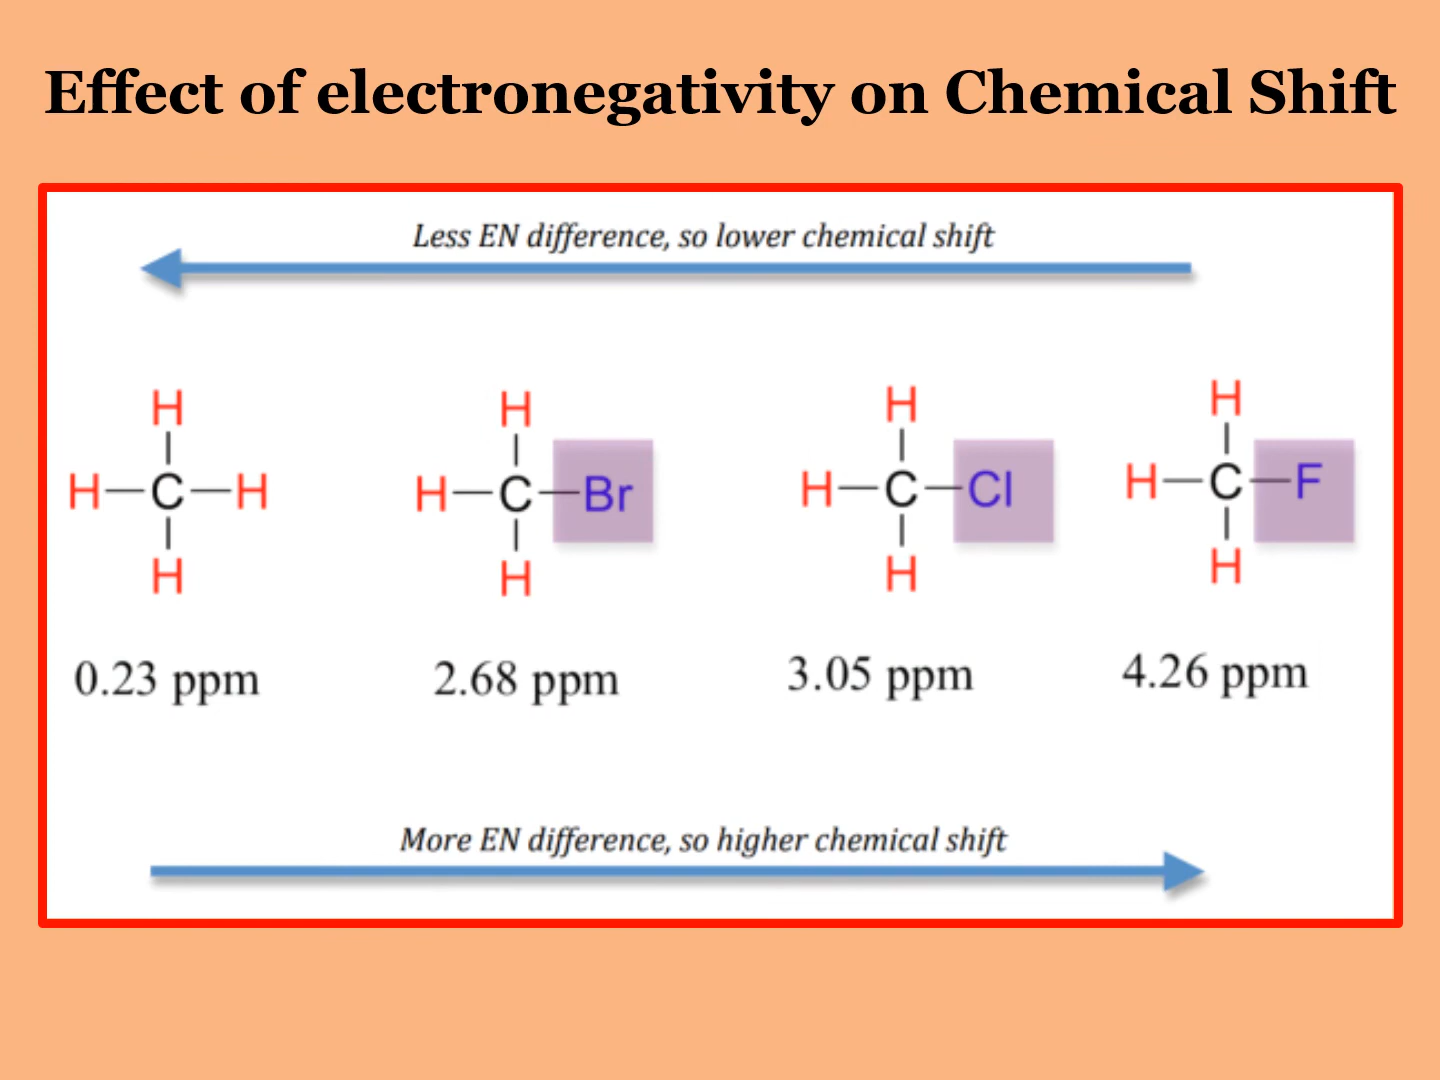 Effect of electronegativity on Chemical Shift
Less EN difference, so lower chemical shift
H H H H
H—C—H H—C—Br H—C—Cl H—C—F
H H H H
0.23 ppm 2.68 ppm 3.05 ppm 4.26 ppm
More EN difference, so higher chemical shift